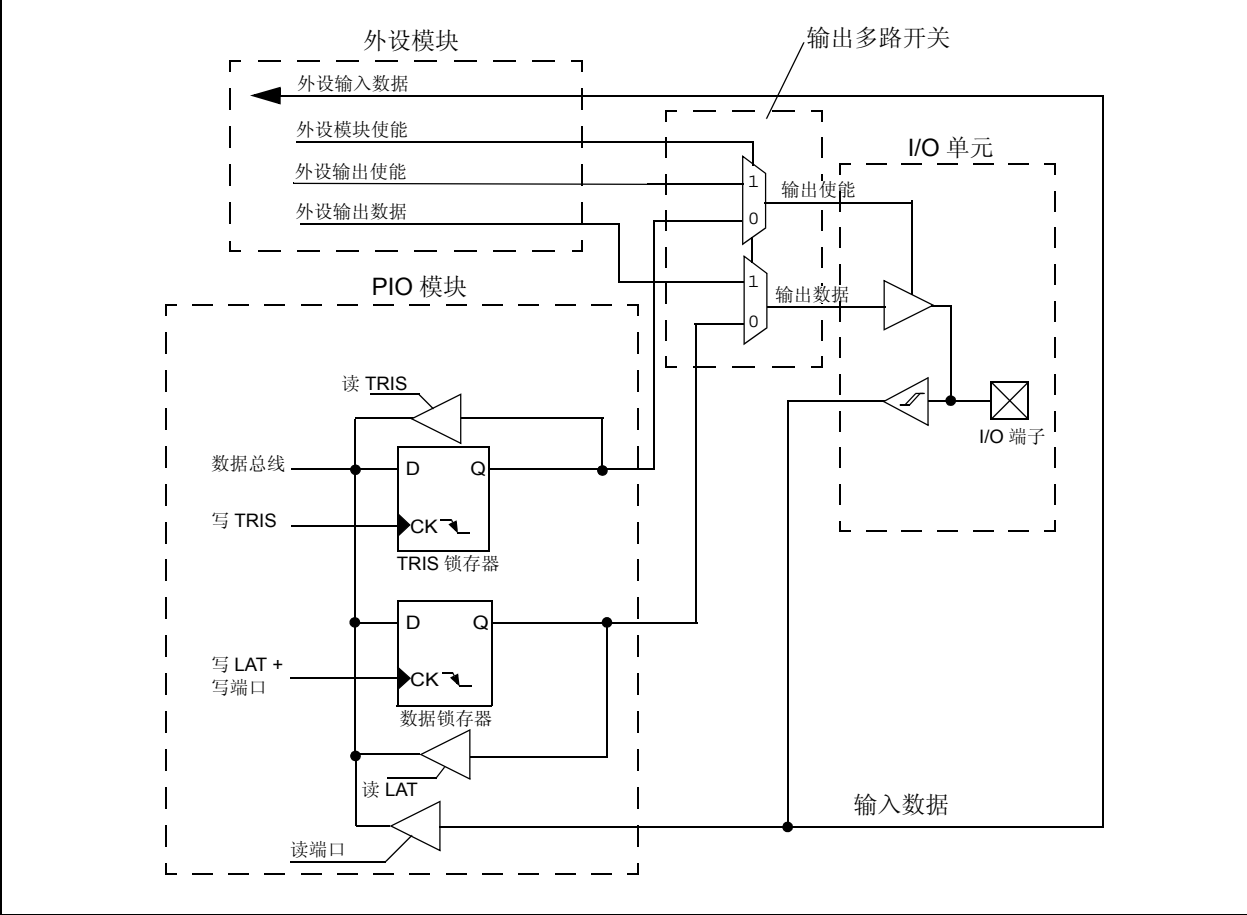 外设模块
输出多路开关
外设输入数据
外设模块使能
I/O 单元
外设输出使能
1
输出使能
外设输出数据
0
PIO 模块
1
输出数据
0
读 TRIS
I/O 端子
数据总线
D
Q
写 TRIS
CK
TRIS 锁存器
D
Q
写 LAT +
写端口
CK
数据锁存器
读 LAT
输入数据
读端口